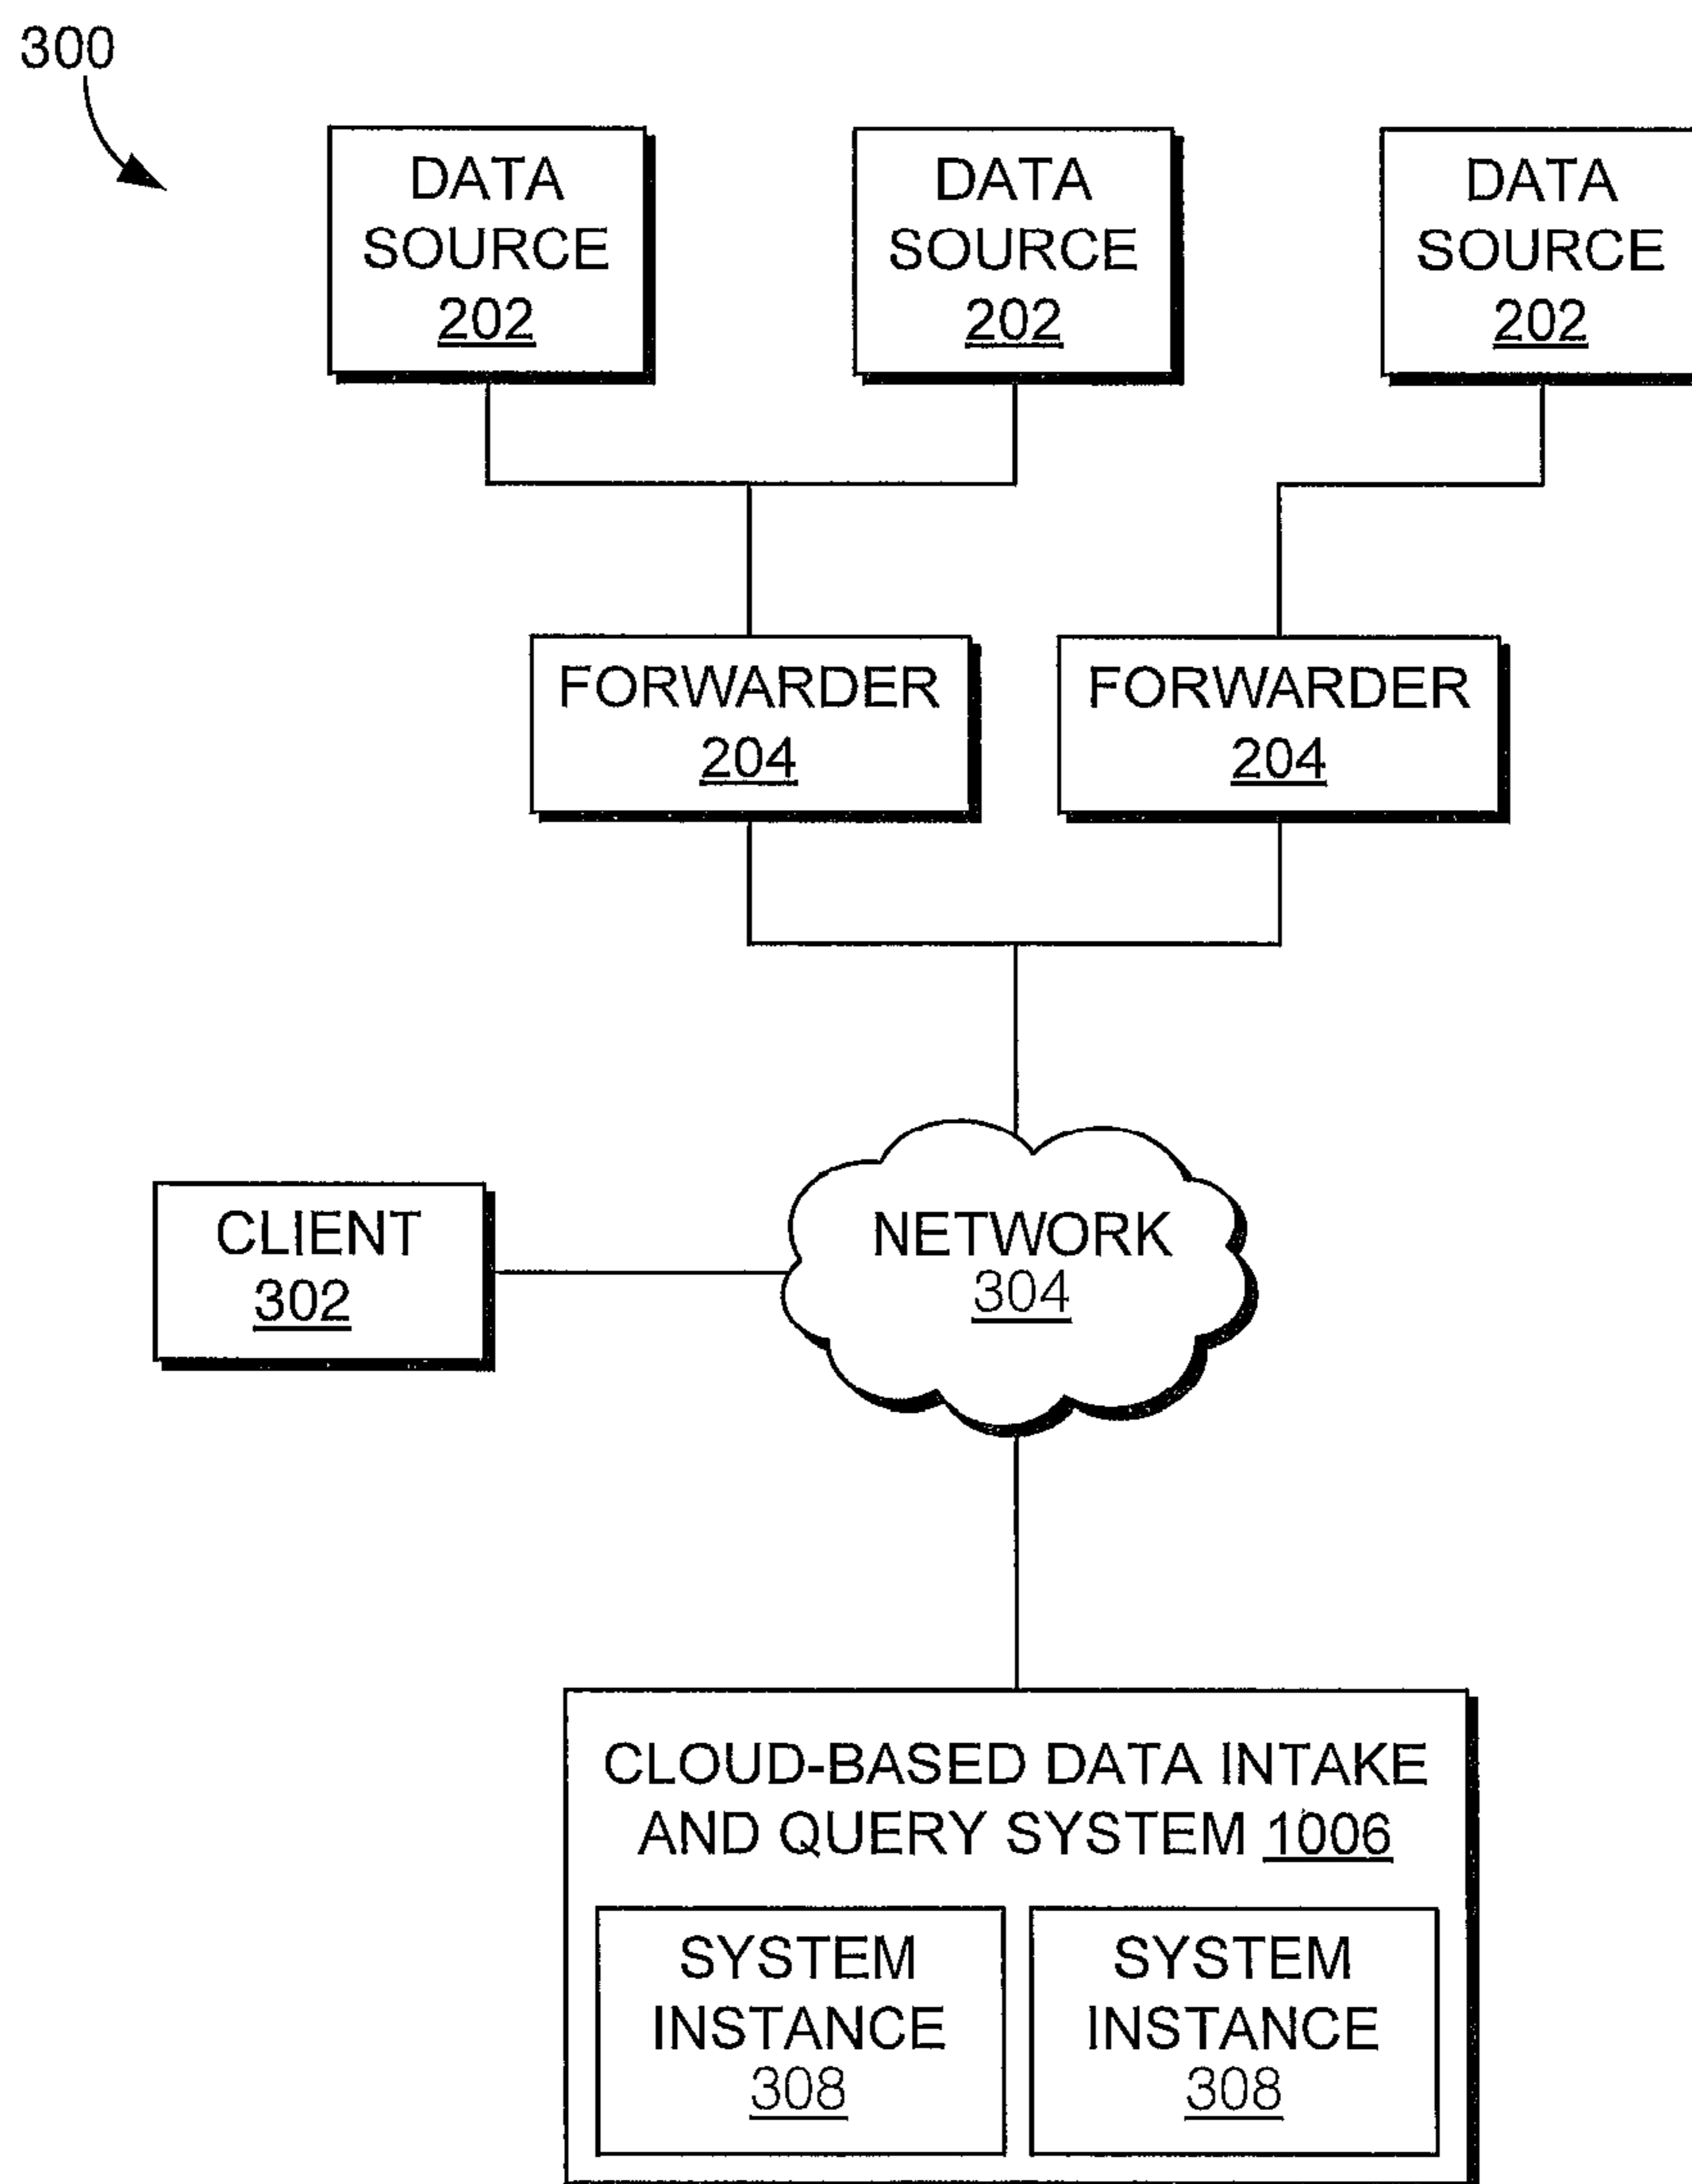 300
DATA
SOURCE
202
DATA
SOURCE
202
DATA
SOURCE
202
FORWARDER
204
FORWARDER
204
CLIENT
302
NETWORK
304
CLOUD-BASED DATA INTAKE
AND QUERY SYSTEM 1006
SYSTEM
INSTANCE
308
SYSTEM
INSTANCE
308